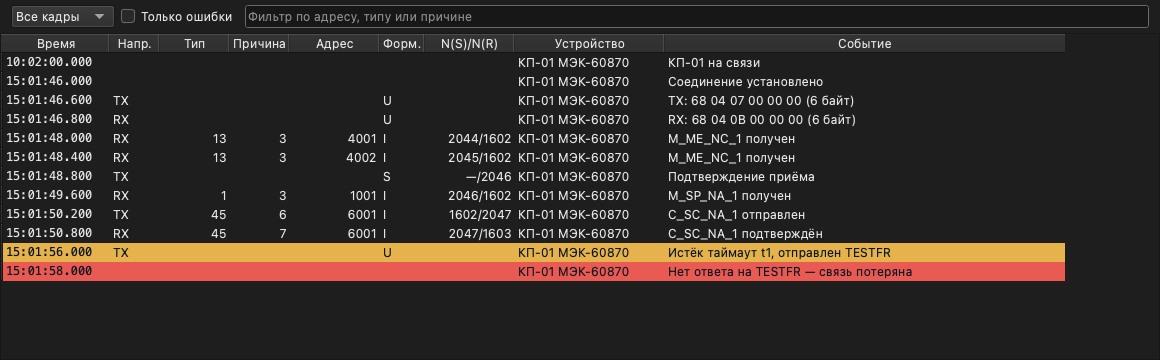 Все кадры Только ошибки Фильтр по адресу, типу или причине
Время Напр. Тип Причина Адрес Форм. N(S)/N(R) Устройство Событие
10:02:00.000 КП-01 МЭК-60870 КП-01 на связи
15:01:46.000 КП-01 МЭК-60870 Соединение установлено
15:01:46.600 TX U КП-01 МЭК-60870 TX: 68 04 07 00 00 00 (6 байт)
15:01:46.800 RX U КП-01 МЭК-60870 RX: 68 04 0B 00 00 00 (6 байт)
15:01:48.000 RX 13 3 4001 I 2044/1602 КП-01 МЭК-60870 M_ME_NC_1 получен
15:01:48.400 RX 13 3 4002 I 2045/1602 КП-01 МЭК-60870 M_ME_NC_1 получен
15:01:48.800 TX S —/2046 КП-01 МЭК-60870 Подтверждение приёма
15:01:49.600 RX 1 3 1001 I 2046/1602 КП-01 МЭК-60870 M_SP_NA_1 получен
15:01:50.200 TX 45 6 6001 I 1602/2047 КП-01 МЭК-60870 C_SC_NA_1 отправлен
15:01:50.800 RX 45 7 6001 I 2047/1603 КП-01 МЭК-60870 C_SC_NA_1 подтверждён
15:01:56.000 TX U КП-01 МЭК-60870 Истёк таймаут t1, отправлен TESTFR
15:01:58.000 КП-01 МЭК-60870 Нет ответа на TESTFR — связь потеряна